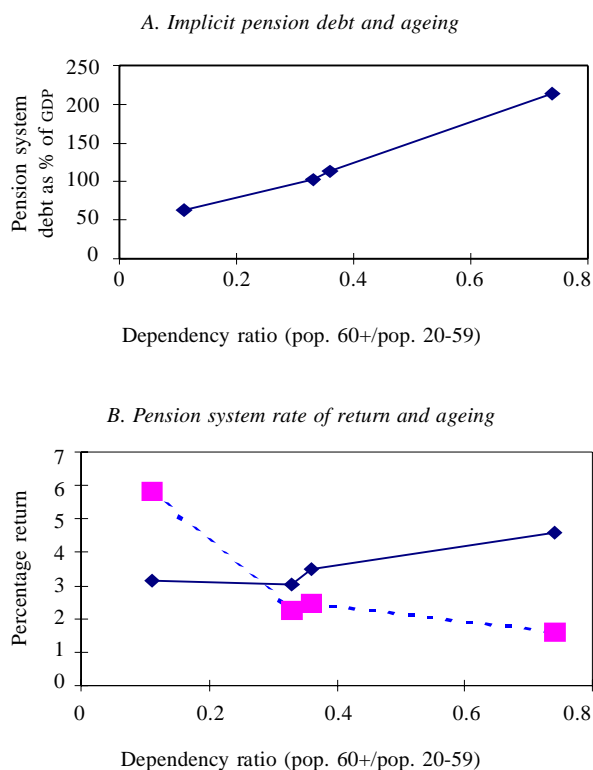 A. Implicit pension debt and ageing
Pension system
debt as % of GDP
250
200
150
100
50
0
0 0.2 0.4 0.6 0.8
Dependency ratio (pop. 60+/pop. 20-59)
B. Pension system rate of return and ageing
Percentage return
7
6
5
4
3
2
1
0
0 0.2 0.4 0.6 0.8
Dependency ratio (pop. 60+/pop. 20-59)